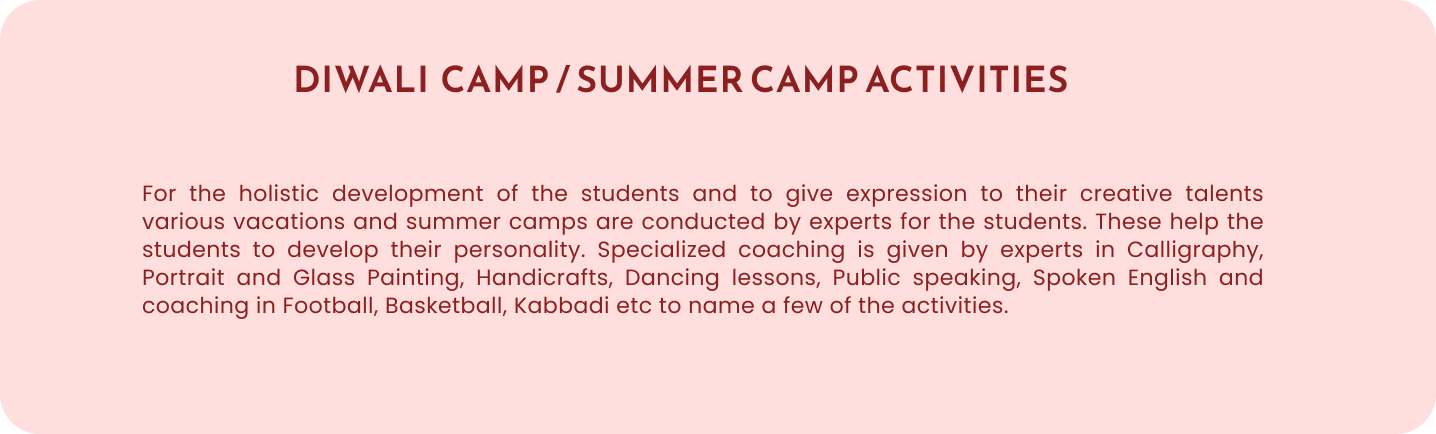 DIWALI CAMP / SUMMER CAMP ACTIVITIES
For the holistic development of the students and to give expression to their creative talents
various vacations and summer camps are conducted by experts for the students. These help the
students to develop their personality. Specialized coaching is given by experts in Calligraphy,
Portrait and Glass Painting, Handicrafts, Dancing lessons, Public speaking, Spoken English and
coaching in Football, Basketball, Kabbadi etc to name a few of the activities.